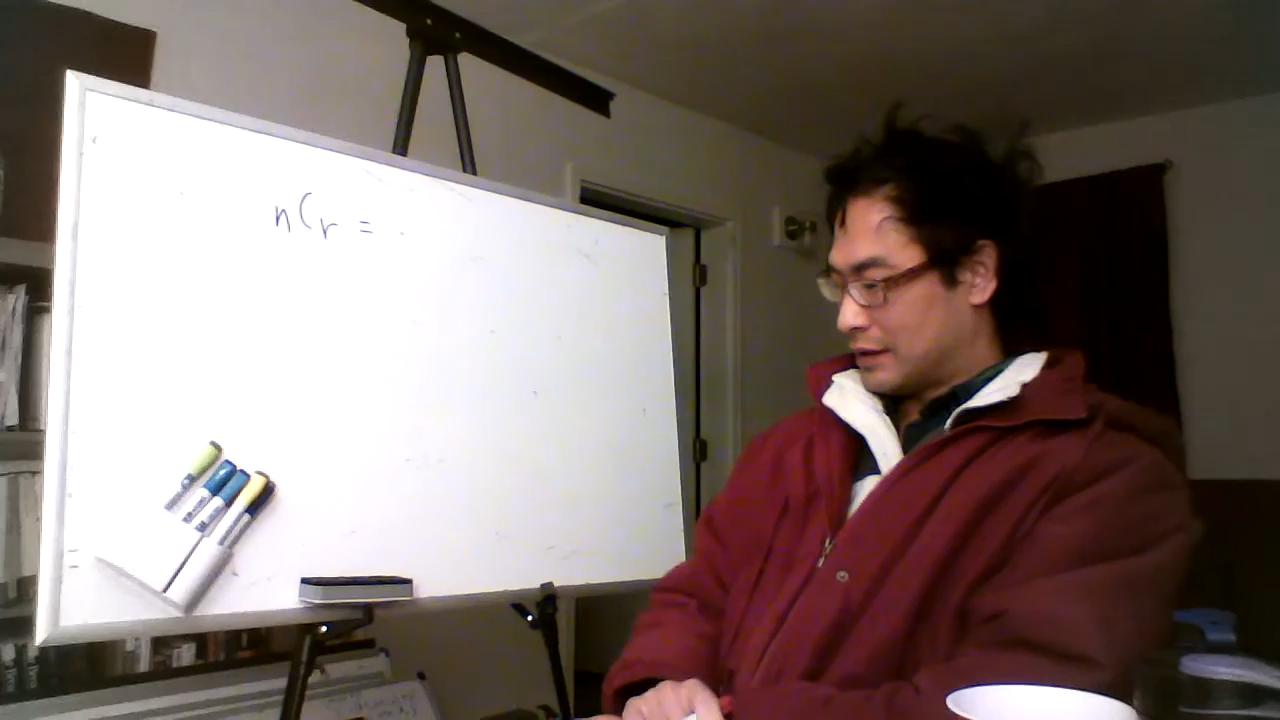 nCr =